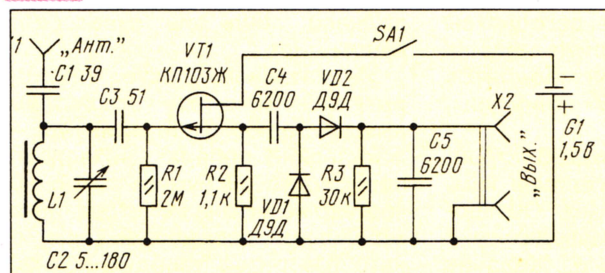 „Ант."
C1 39
VT1
КП103Ж
SA1
C3 51
C4
6200
VD2
Д9Д
X2
G1
1,5В
C5
6200
„Вых."
L1
R1
2М
R2
1,1к
VD1
Д9Д
R3
30к
C2 5...180